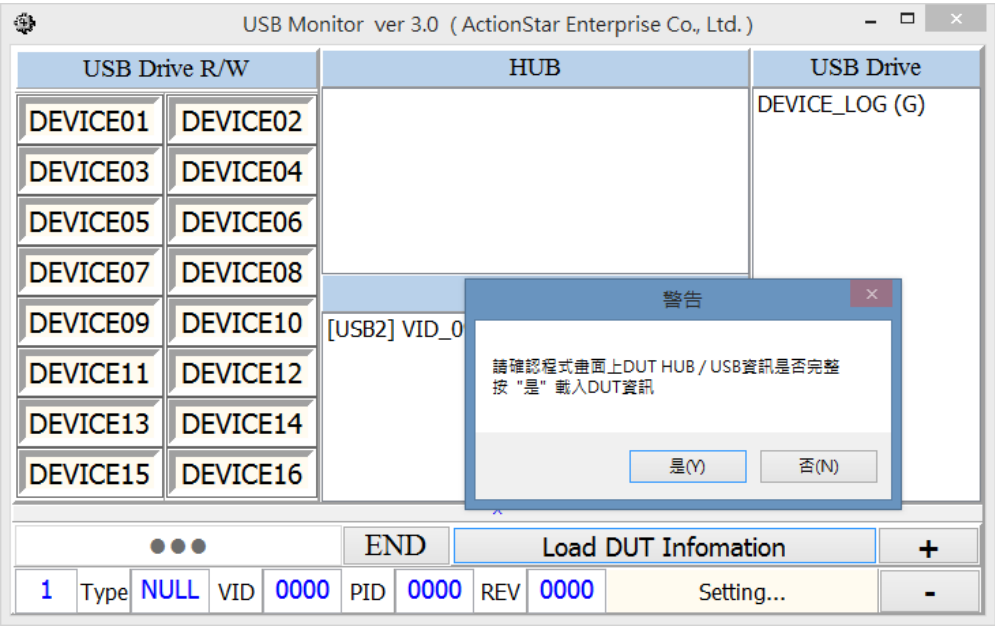 USB Monitor ver 3.0 ( ActionStar Enterprise Co., Ltd. )
USB Drive R/W
HUB
USB Drive
DEVICE01 DEVICE02
DEVICE03 DEVICE04
DEVICE05 DEVICE06
DEVICE07 DEVICE08
DEVICE09 DEVICE10
DEVICE11 DEVICE12
DEVICE13 DEVICE14
DEVICE15 DEVICE16
DEVICE_LOG (G)
[USB2] VID_0
警告
請確認程式畫面上DUT HUB / USB資訊是否完整
按 "是" 載入DUT資訊
是(Y) 否(N)
END Load DUT Infomation +
1 Type NULL VID 0000 PID 0000 REV 0000 Setting... -